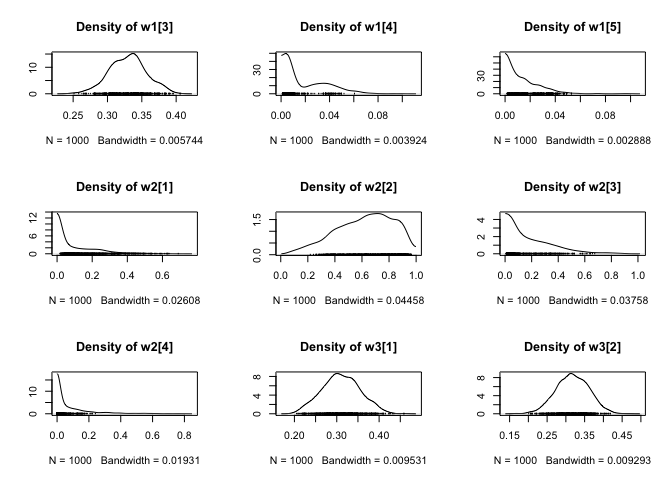 Density of w1[3]
10
0
0.25 0.30 0.35 0.40
N = 1000 Bandwidth = 0.005744
Density of w1[4]
30
0
0.00 0.04 0.08
N = 1000 Bandwidth = 0.003924
Density of w1[5]
30
0
0.00 0.04 0.08
N = 1000 Bandwidth = 0.002888
Density of w2[1]
12
6
0
0.0 0.2 0.4 0.6
N = 1000 Bandwidth = 0.02608
Density of w2[2]
1.5
0.0
0.0 0.2 0.4 0.6 0.8 1.0
N = 1000 Bandwidth = 0.04458
Density of w2[3]
4
2
0
0.0 0.2 0.4 0.6 0.8 1.0
N = 1000 Bandwidth = 0.03758
Density of w2[4]
10
0
0.0 0.2 0.4 0.6 0.8
N = 1000 Bandwidth = 0.01931
Density of w3[1]
8
4
0
0.20 0.30 0.40
N = 1000 Bandwidth = 0.009531
Density of w3[2]
8
4
0
0.15 0.25 0.35 0.45
N = 1000 Bandwidth = 0.009293